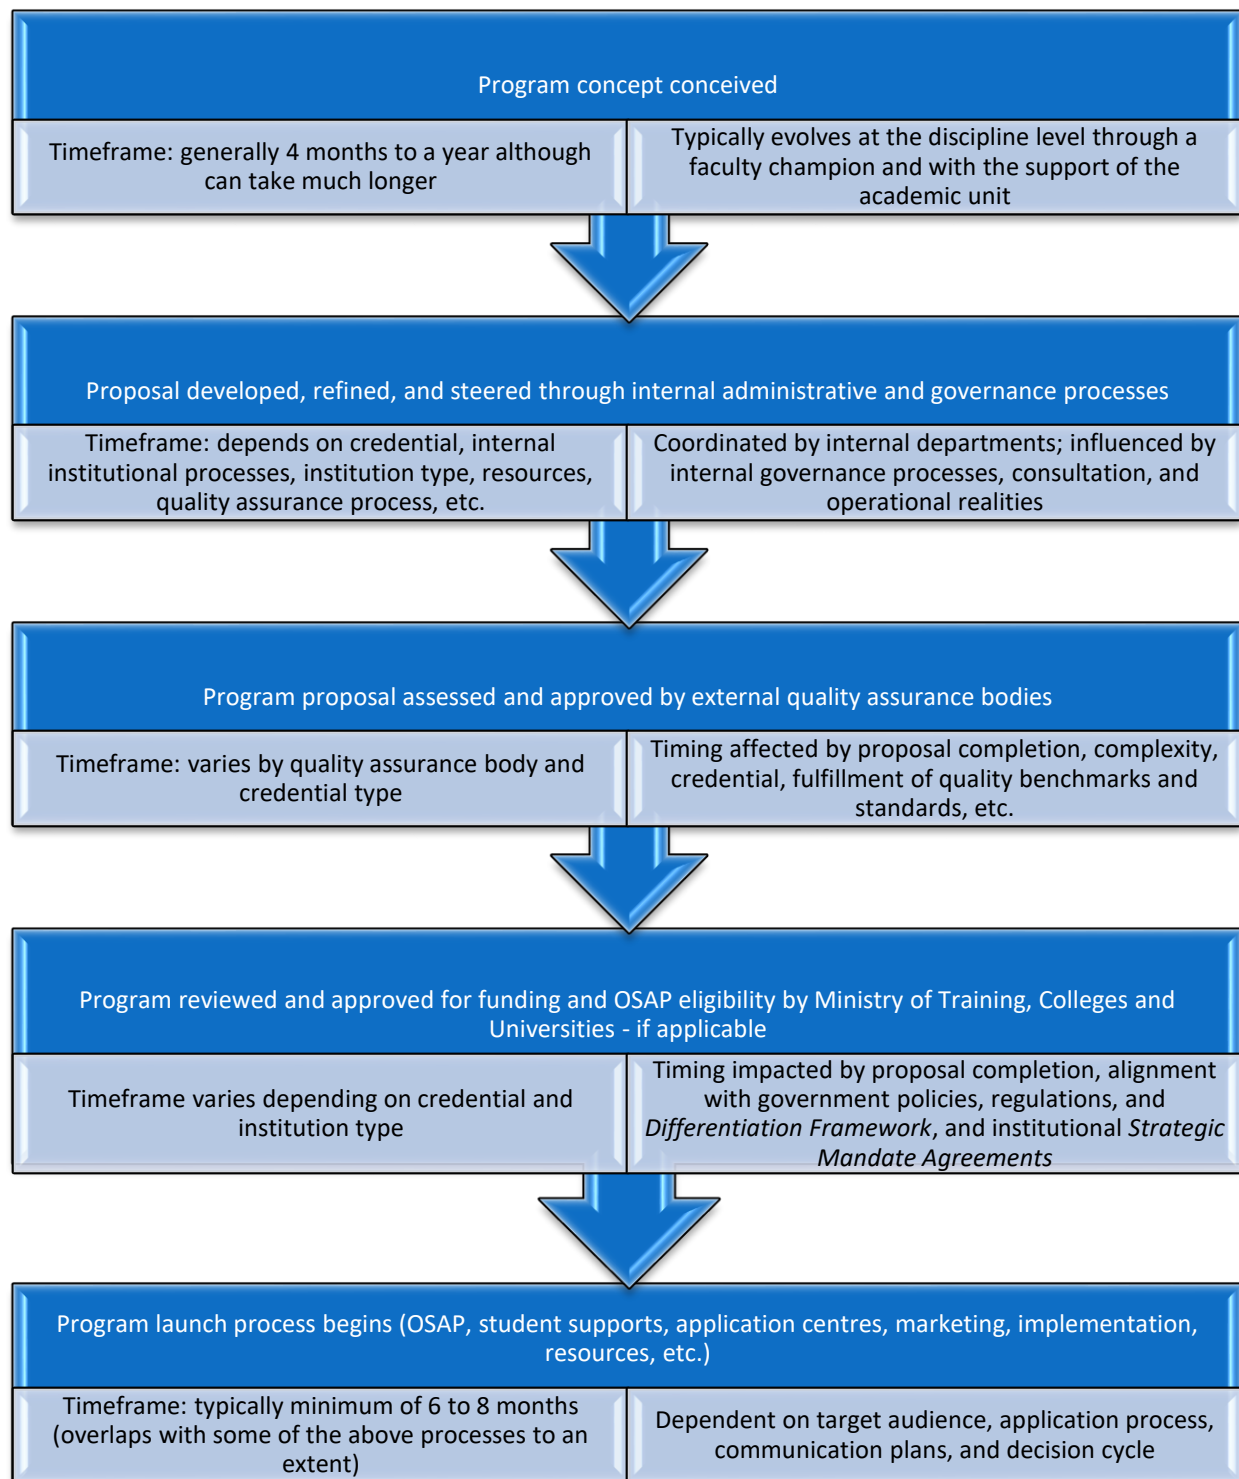 Program concept conceived
Timeframe: generally 4 months to a year although
can take much longer
Typically evolves at the discipline level through a
faculty champion and with the support of the
academic unit
Proposal developed, refined, and steered through internal administrative and governance processes
Timeframe: depends on credential, internal
institutional processes, institution type, resources,
quality assurance process, etc.
Coordinated by internal departments; influenced by
internal governance processes, consultation, and
operational realities
Program proposal assessed and approved by external quality assurance bodies
Timeframe: varies by quality assurance body and
credential type
Timing affected by proposal completion, complexity,
credential, fulfillment of quality benchmarks and
standards, etc.
Program reviewed and approved for funding and OSAP eligibility by Ministry of Training, Colleges and
Universities - if applicable
Timeframe varies depending on credential and
institution type
Timing impacted by proposal completion, alignment
with government policies, regulations, and
Differentiation Framework, and institutional Strategic
Mandate Agreements
Program launch process begins (OSAP, student supports, application centres, marketing, implementation,
resources, etc.)
Timeframe: typically minimum of 6 to 8 months
(overlaps with some of the above processes to an
extent)
Dependent on target audience, application process,
communication plans, and decision cycle